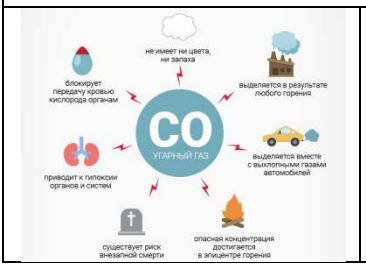 не имеет ни цвета,
ни запаха
блокирует
передачу кровью
кислорода органам
выделяется в результате
любого горения
CO
УГАРНЫЙ ГАЗ
приводит к гипоксии
органов и систем
выделяется вместе
с выхлопными газами
автомобилей
существует риск
внезапной смерти
опасная концентрация
достигается
в эпицентре горения